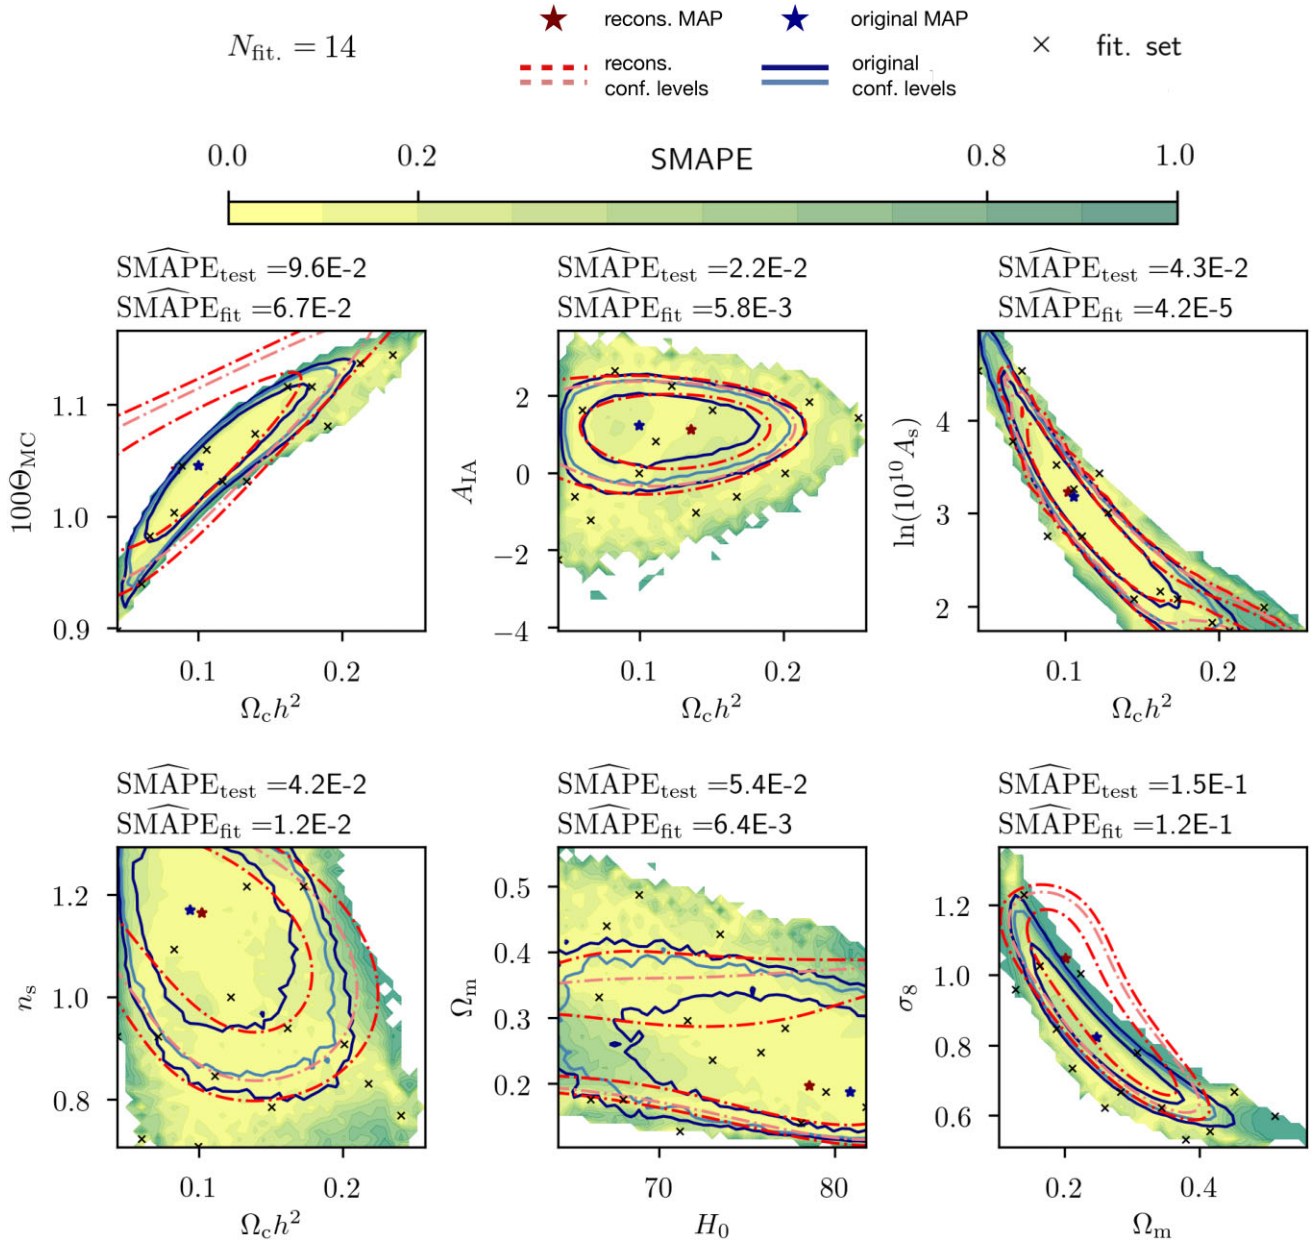 N_fit. = 14
recons. MAP
original MAP
fit. set
recons.
conf. levels
original
conf. levels
0.0 0.2 SMAPE 0.8 1.0
SMAPE_test =9.6E-2
SMAPE_fit =6.7E-2
1.1
1.0
0.9
100Θ_MC
0.1 0.2
Ω_c h²
SMAPE_test =2.2E-2
SMAPE_fit =5.8E-3
2
0
−2
−4
A_IA
0.1 0.2
Ω_c h²
SMAPE_test =4.3E-2
SMAPE_fit =4.2E-5
4
3
2
ln(10¹⁰ A_s)
0.1 0.2
Ω_c h²
SMAPE_test =4.2E-2
SMAPE_fit =1.2E-2
1.2
1.0
0.8
n_s
0.1 0.2
Ω_c h²
SMAPE_test =5.4E-2
SMAPE_fit =6.4E-3
0.5
0.4
0.3
0.2
Ω_m
70 80
H_0
SMAPE_test =1.5E-1
SMAPE_fit =1.2E-1
1.2
1.0
0.8
0.6
σ_8
0.2 0.4
Ω_m